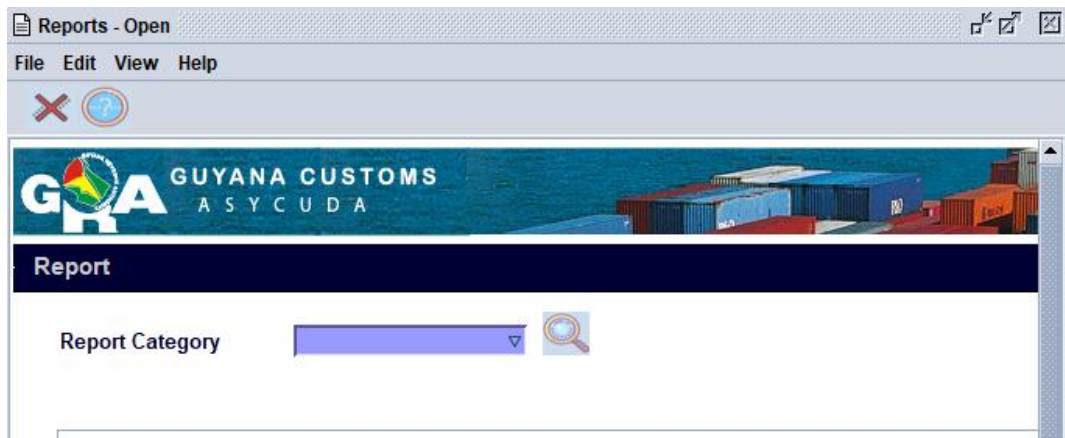 Reports - Open
File Edit View Help
GRA
GUYANA CUSTOMS
ASYCUDA
Report
Report Category